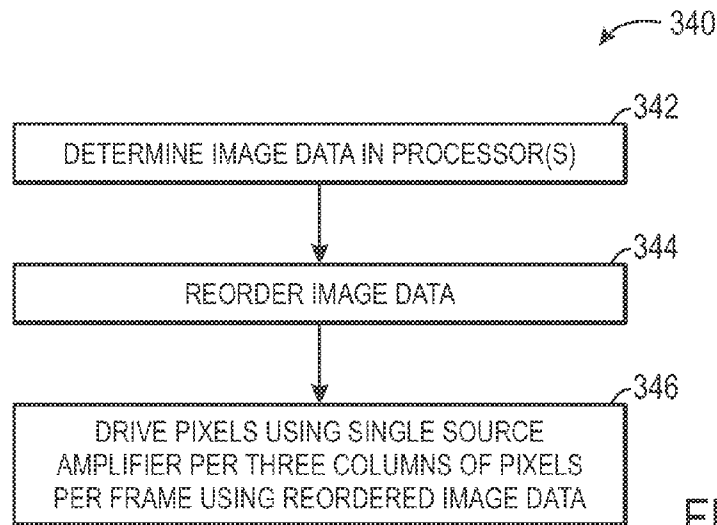 340
342
DETERMINE IMAGE DATA IN PROCESSOR(S)
344
REORDER IMAGE DATA
346
DRIVE PIXELS USING SINGLE SOURCE
AMPLIFIER PER THREE COLUMNS OF PIXELS
PER FRAME USING REORDERED IMAGE DATA